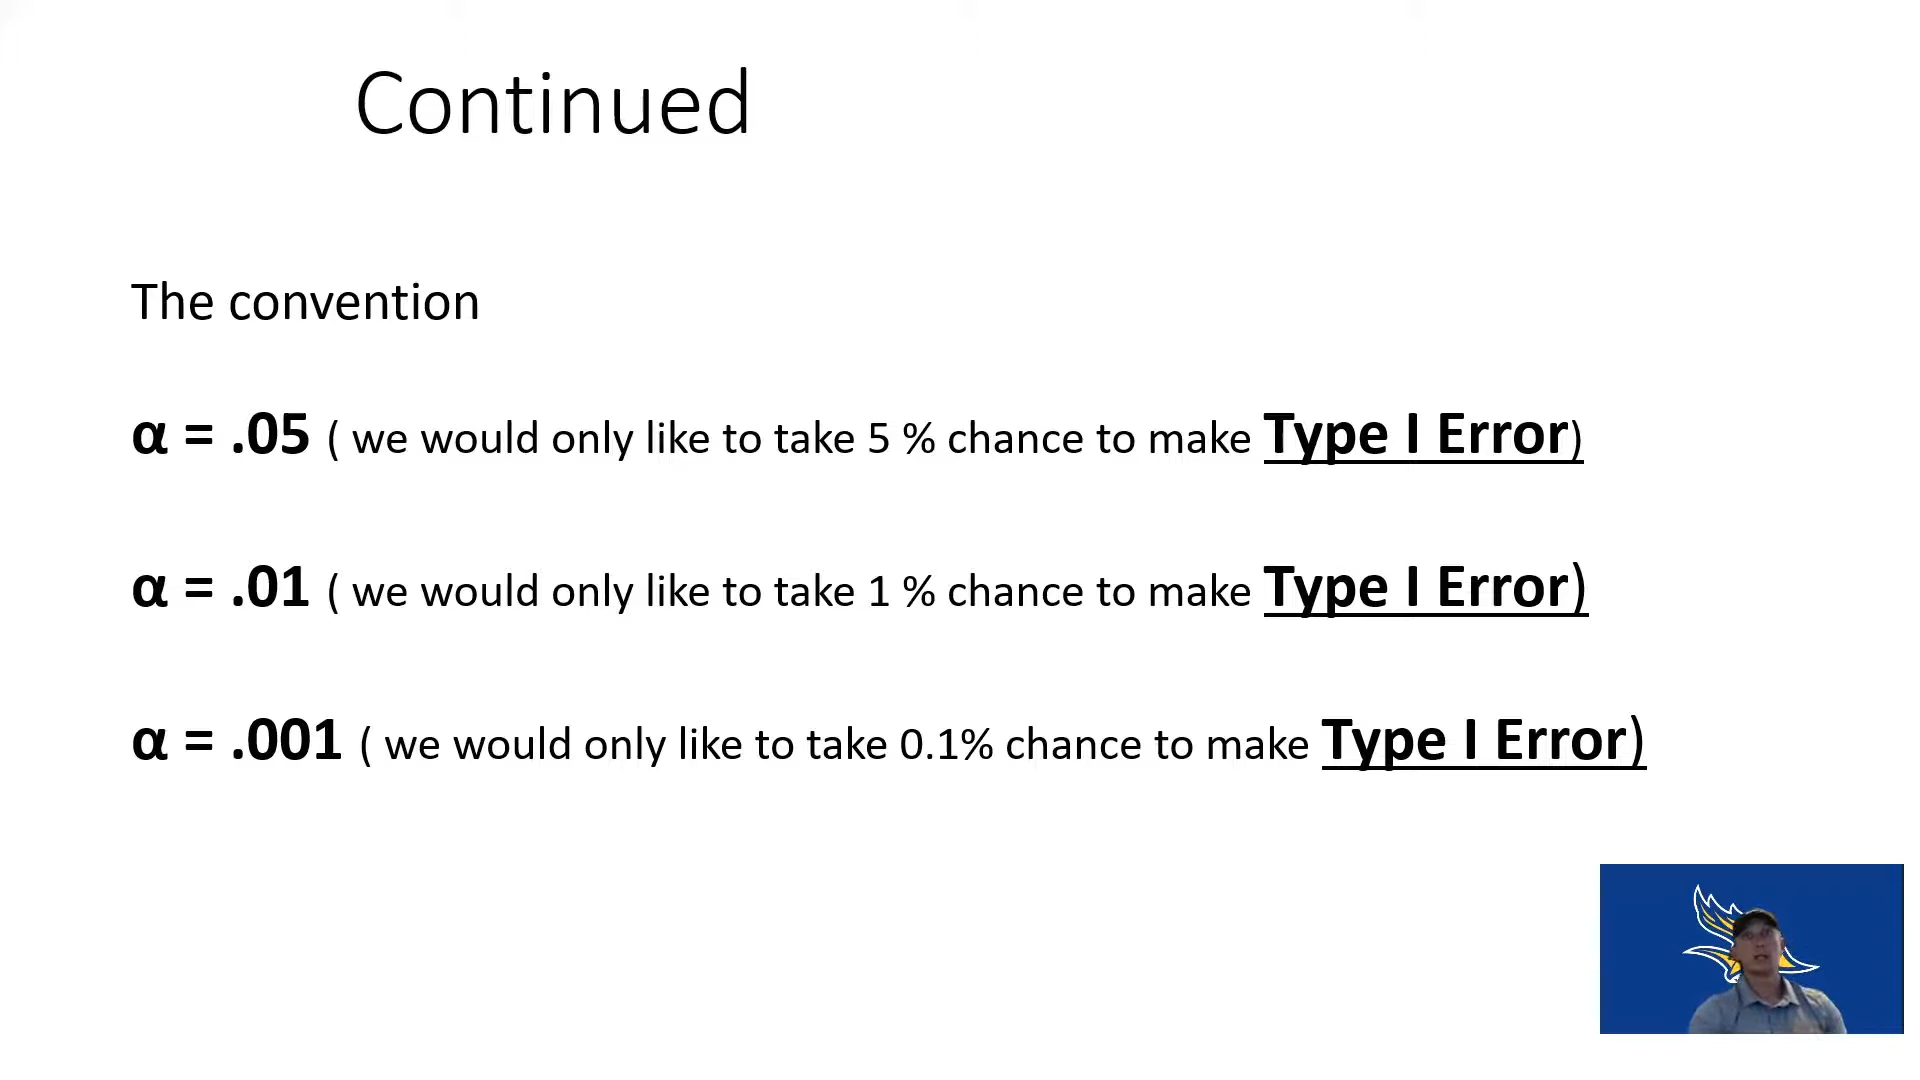 Continued
The convention
α = .05 ( we would only like to take 5 % chance to make Type I Error)
α = .01 ( we would only like to take 1 % chance to make Type I Error)
α = .001 ( we would only like to take 0.1% chance to make Type I Error)